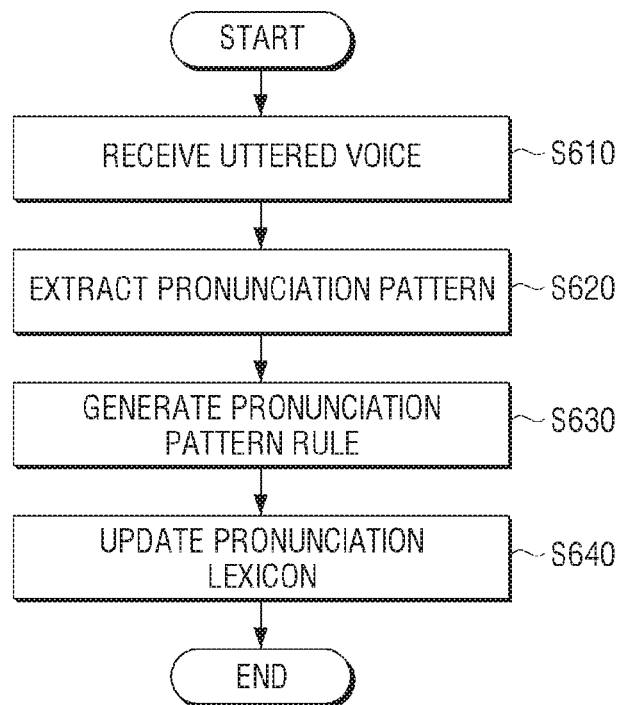 START
RECEIVE UTTERED VOICE
S610
EXTRACT PRONUNCIATION PATTERN
S620
GENERATE PRONUNCIATION
PATTERN RULE
S630
UPDATE PRONUNCIATION
LEXICON
S640
END